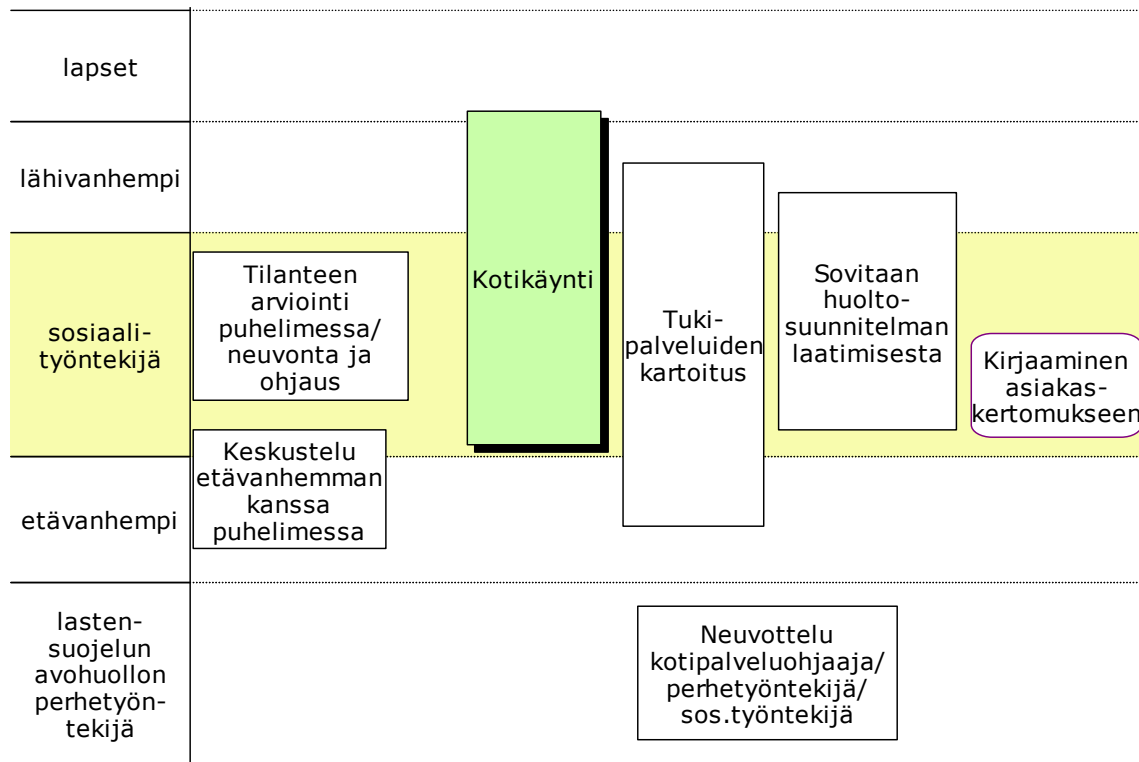 lapset
lähivanhempi
sosiaali-
työntekijä
etävanhempi
lasten-
suojelun
avohuollon
perhetyön-
tekijä
Tilanteen
arviointi
puhelimessa/
neuvonta ja
ohjaus
Keskustelu
etävanhemman
kanssa
puhelimessa
Kotikäynti
Tuki-
palveluiden
kartoitus
Sovitaan
huolto-
suunnitelman
laatimisesta
Kirjaaminen
asiakas-
kertomukseen
Neuvottelu
kotipalveluohjaaja/
perhetyöntekijä/
sos.työntekijä